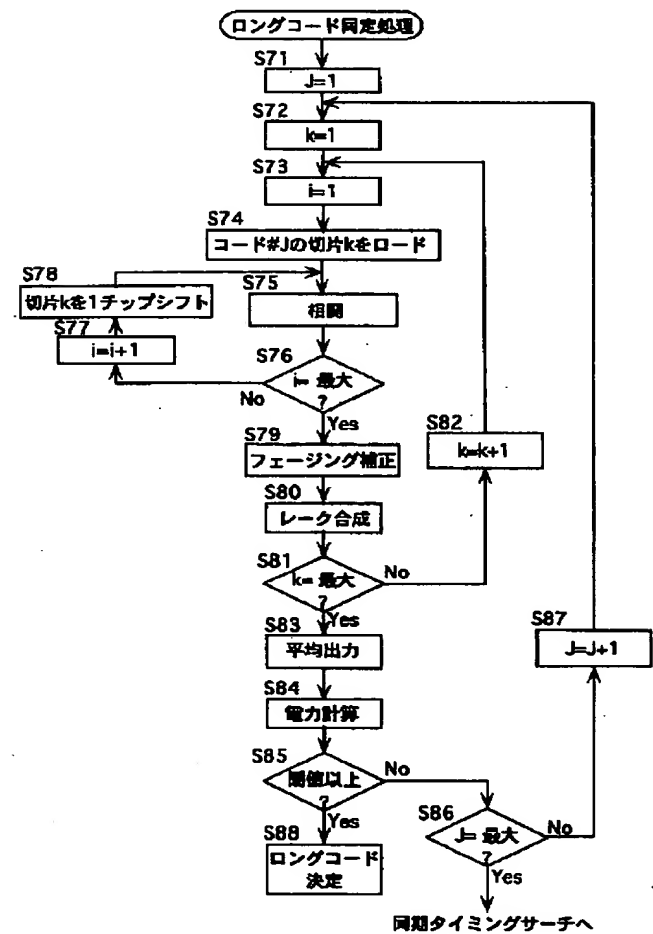 ロングコード同定処理
S71
J=1
S72
k=1
S73
i=1
S74
コード#Jの切片kをロード
S78
切片kを1チップシフト
S75
相関
S77
i=i+1
S76
i= 最大
?
No
Yes
S79
フェージング補正
S82
k=k+1
S80
レーク合成
S81
k= 最大
?
No
Yes
S83
平均出力
S87
J=J+1
S84
電力計算
S85
閾値以上
?
No
Yes
S86
J= 最大
?
No
Yes
S88
ロングコード
決定
同期タイミングサーチへ